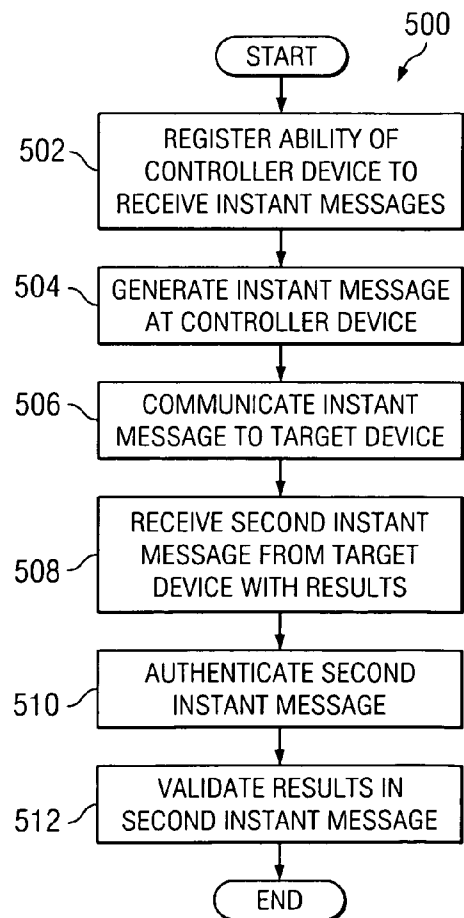 500
START
502
REGISTER ABILITY OF
CONTROLLER DEVICE TO
RECEIVE INSTANT MESSAGES
504
GENERATE INSTANT MESSAGE
AT CONTROLLER DEVICE
506
COMMUNICATE INSTANT
MESSAGE TO TARGET DEVICE
508
RECEIVE SECOND INSTANT
MESSAGE FROM TARGET
DEVICE WITH RESULTS
510
AUTHENTICATE SECOND
INSTANT MESSAGE
512
VALIDATE RESULTS IN
SECOND INSTANT MESSAGE
END